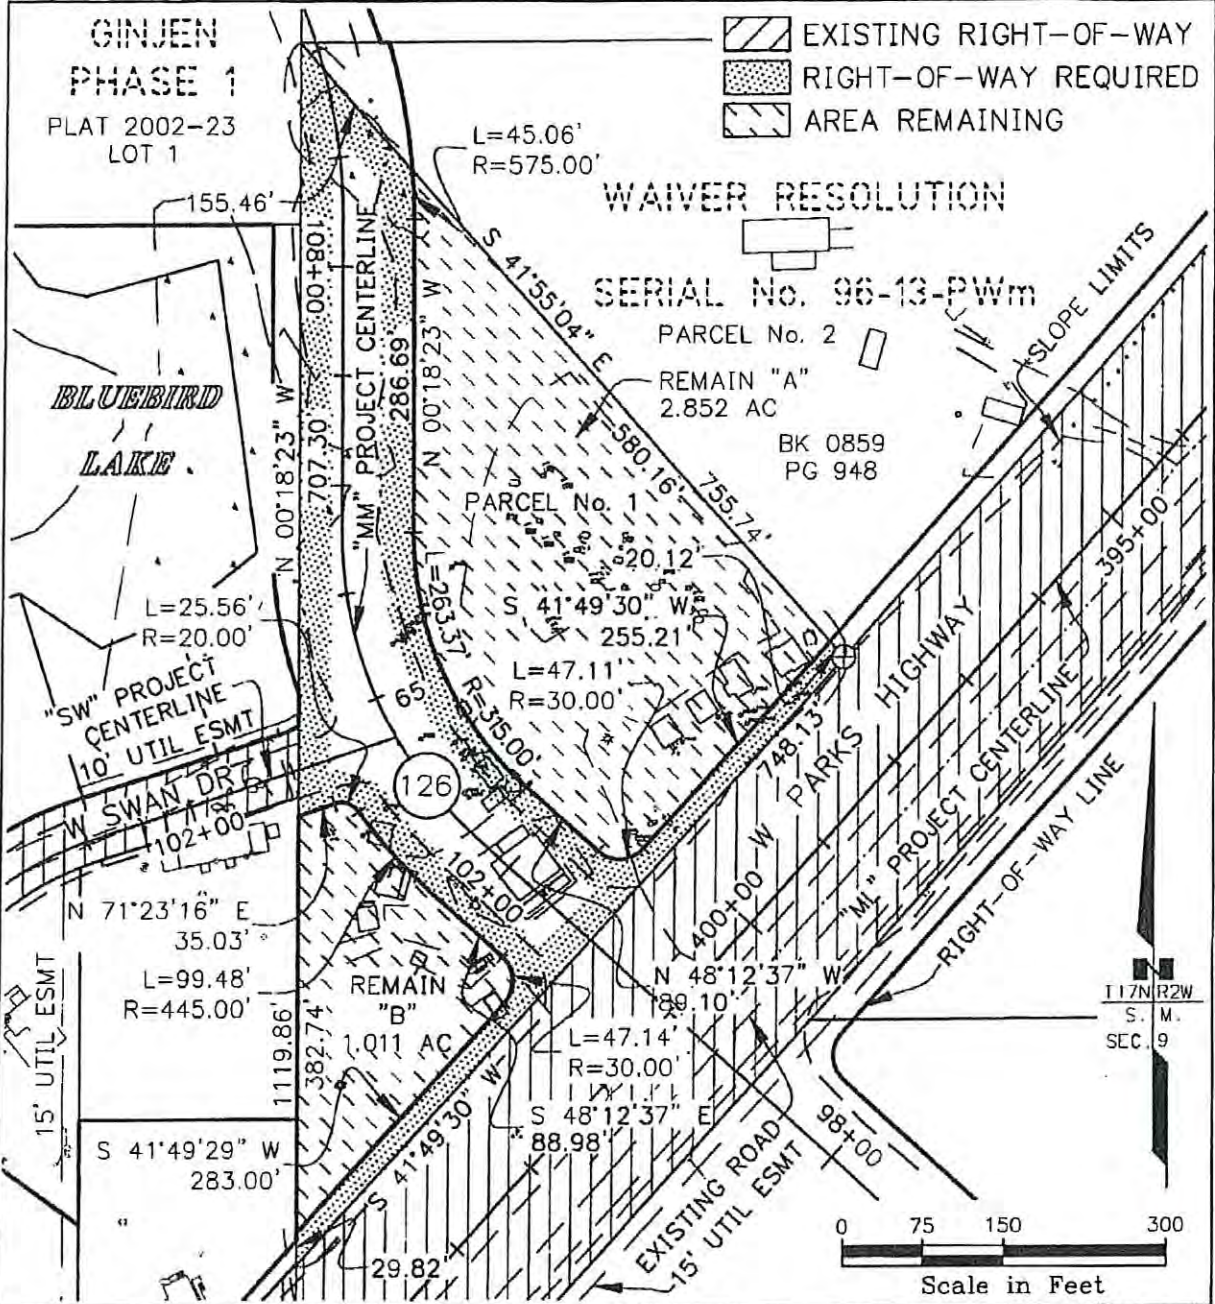 GINJEN
PHASE 1
PLAT 2002-23
LOT 1
EXISTING RIGHT-OF-WAY
RIGHT-OF-WAY REQUIRED
AREA REMAINING
L=45.06'
R=575.00'
WAIVER RESOLUTION
SERIAL No. 96-13-PWm
PARCEL No. 2
155.46'
108+00
"MM" PROJECT CENTERLINE
286.69'
N 00°18'23" W
S 41°55'04" E
580.16'
755.74'
SLOPE LIMITS
REMAIN "A"
2.852 AC
BK 0859
PG 948
BLUEBIRD
LAKE
N 00°18'23" W
707.30'
PARCEL No. 1
20.12'
S 41°49'30" W
255.21'
L=47.11'
R=30.00'
L=263.37'
R=315.00'
L=25.56'
R=20.00'
395+00
"SW" PROJECT
CENTERLINE
10' UTIL ESMT
W SWAN DR
102+00
65
126
748.13'
W PARKS HIGHWAY
"MI" PROJECT CENTERLINE
RIGHT-OF-WAY LINE
400+00
102+00
N 71°23'16" E
35.03'
L=99.48'
R=445.00'
REMAIN
"B"
1.011 AC
N 48°12'37" W
89.10'
L=47.14'
R=30.00'
S 48°12'37" E
88.98'
15' UTIL ESMT
1119.86'
382.74'
S 41°49'29" W
283.00'
S 41°49'30" W
29.82'
EXISTING ROAD
15' UTIL ESMT
98+00
N
T17N R2W
S. M.
SEC. 9
0 75 150 300
Scale in Feet